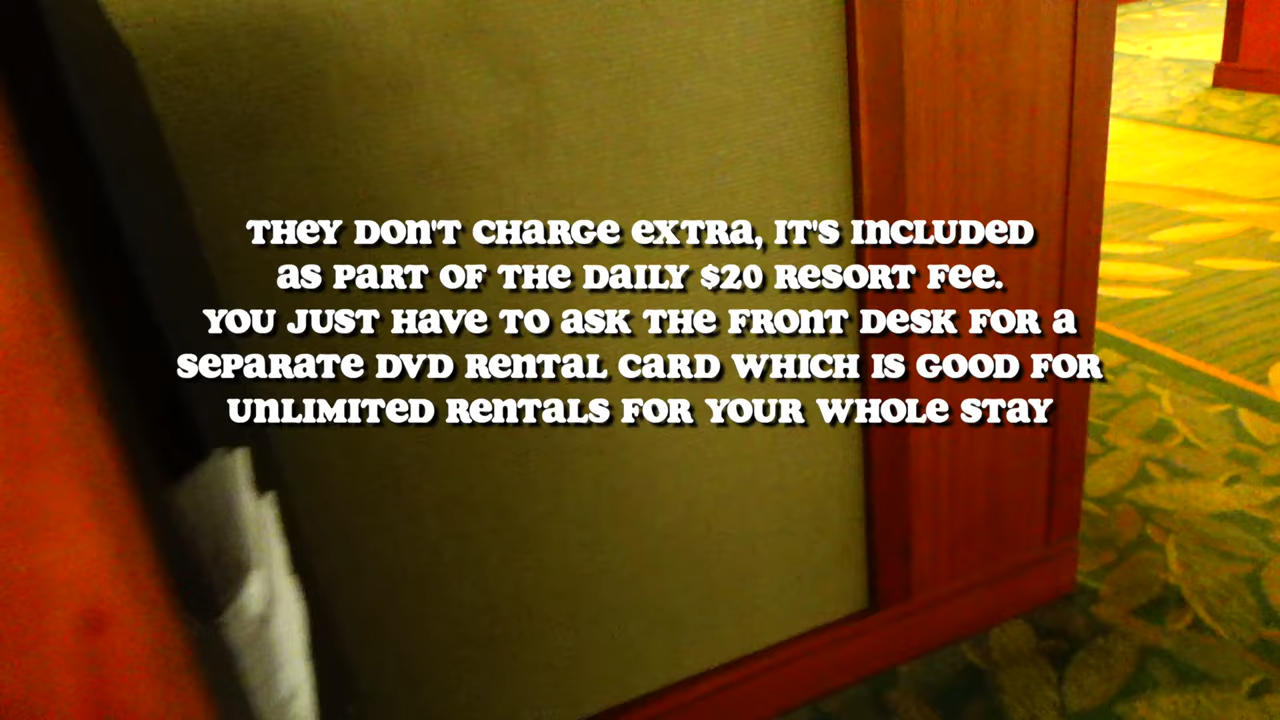 THEY DON'T CHARGE EXTRA, IT'S INCLUDED
AS PART OF THE DAILY $20 RESORT FEE.
YOU JUST HAVE TO ASK THE FRONT DESK FOR A
SEPARATE DVD RENTAL CARD WHICH IS GOOD FOR
UNLIMITED RENTALS FOR YOUR WHOLE STAY